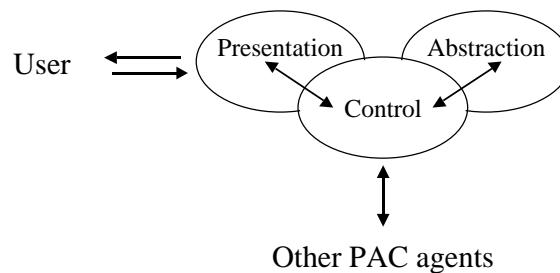 Presentation
Abstraction
User
Control
Other PAC agents